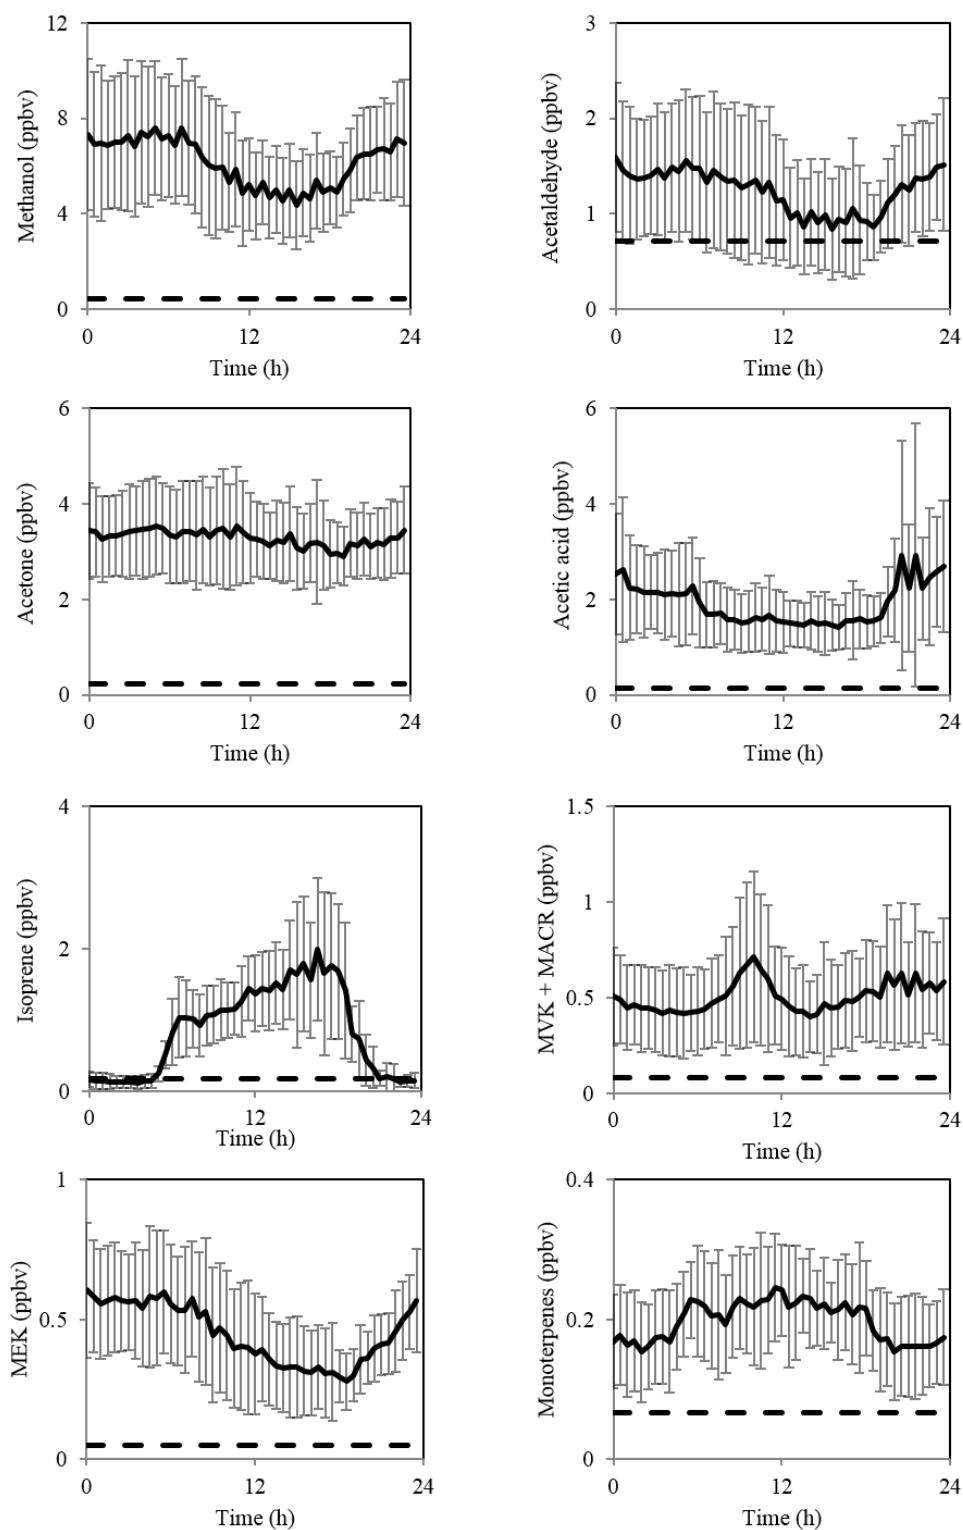 12
8
4
0
Methanol (ppbv)
0 12 24
Time (h)
3
2
1
0
Acetaldehyde (ppbv)
0 12 24
Time (h)
6
4
2
0
Acetone (ppbv)
0 12 24
Time (h)
6
4
2
0
Acetic acid (ppbv)
0 12 24
Time (h)
4
2
0
Isoprene (ppbv)
0 12 24
Time (h)
1.5
1
0.5
0
MVK + MACR (ppbv)
0 12 24
Time (h)
1
0.5
0
MEK (ppbv)
0 12 24
Time (h)
0.4
0.2
0
Monoterpenes (ppbv)
0 12 24
Time (h)